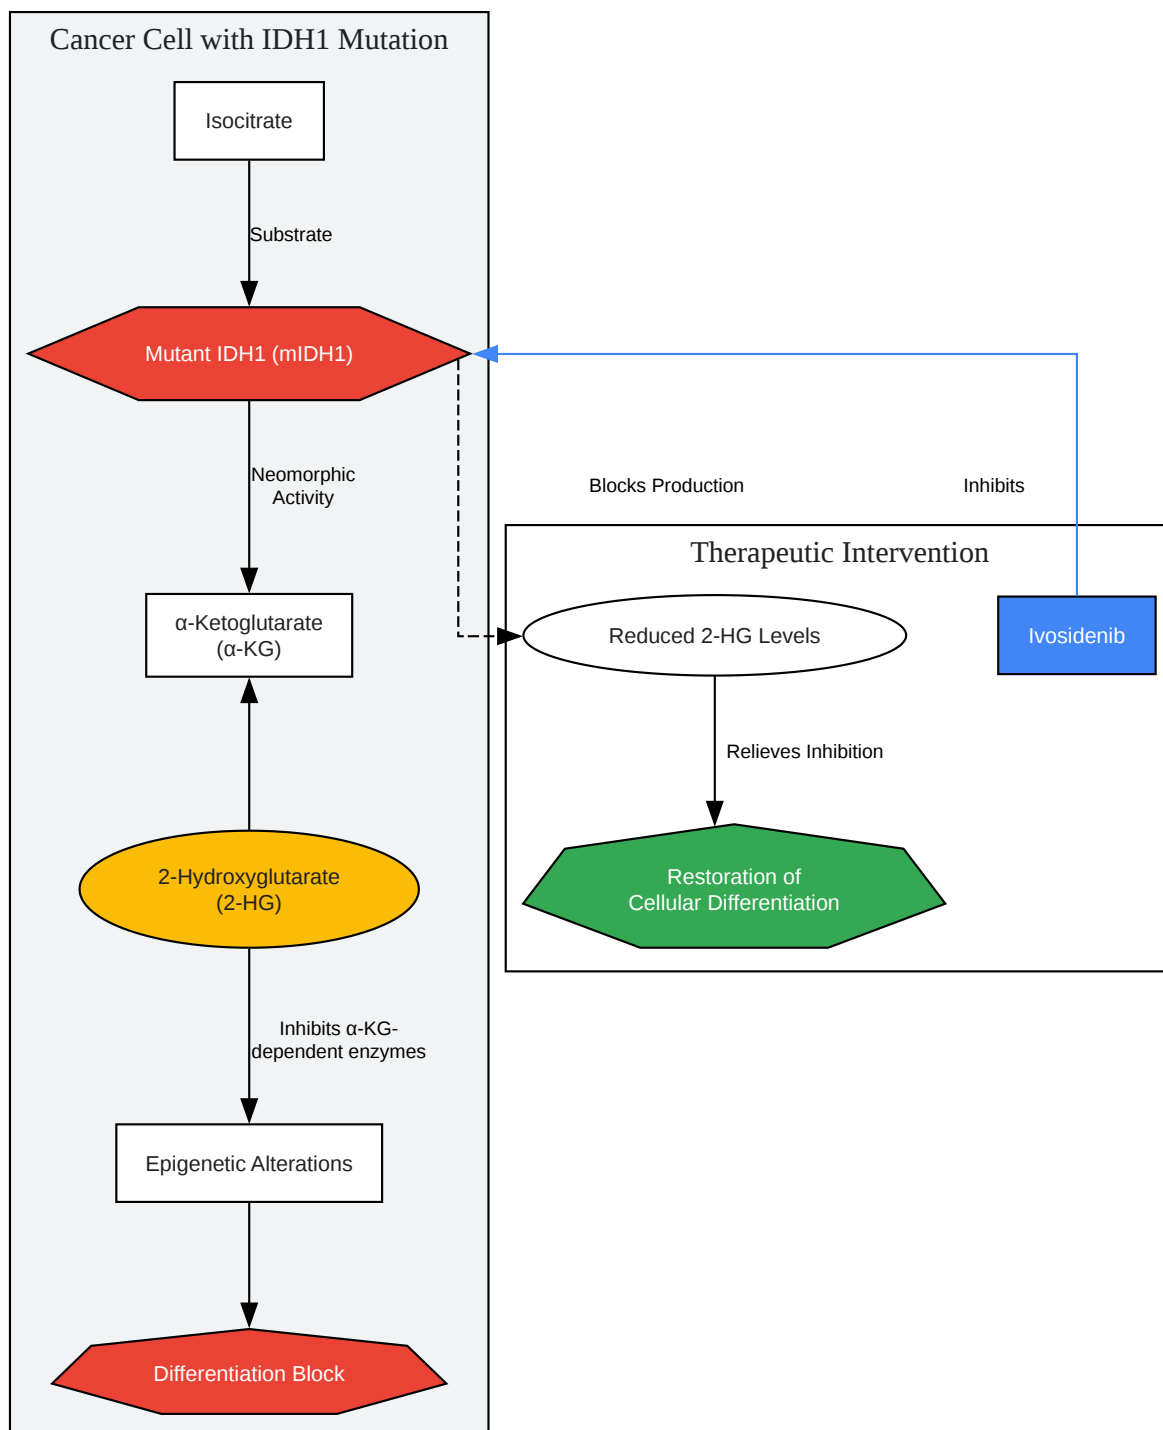 Cancer Cell with IDH1 Mutation
Isocitrate
Substrate
Mutant IDH1 (mIDH1)
Neomorphic
Activity
α-Ketoglutarate
(α-KG)
2-Hydroxyglutarate
(2-HG)
Inhibits α-KG-
dependent enzymes
Epigenetic Alterations
Differentiation Block
Blocks Production
Inhibits
Therapeutic Intervention
Reduced 2-HG Levels
Ivosidenib
Relieves Inhibition
Restoration of
Cellular Differentiation